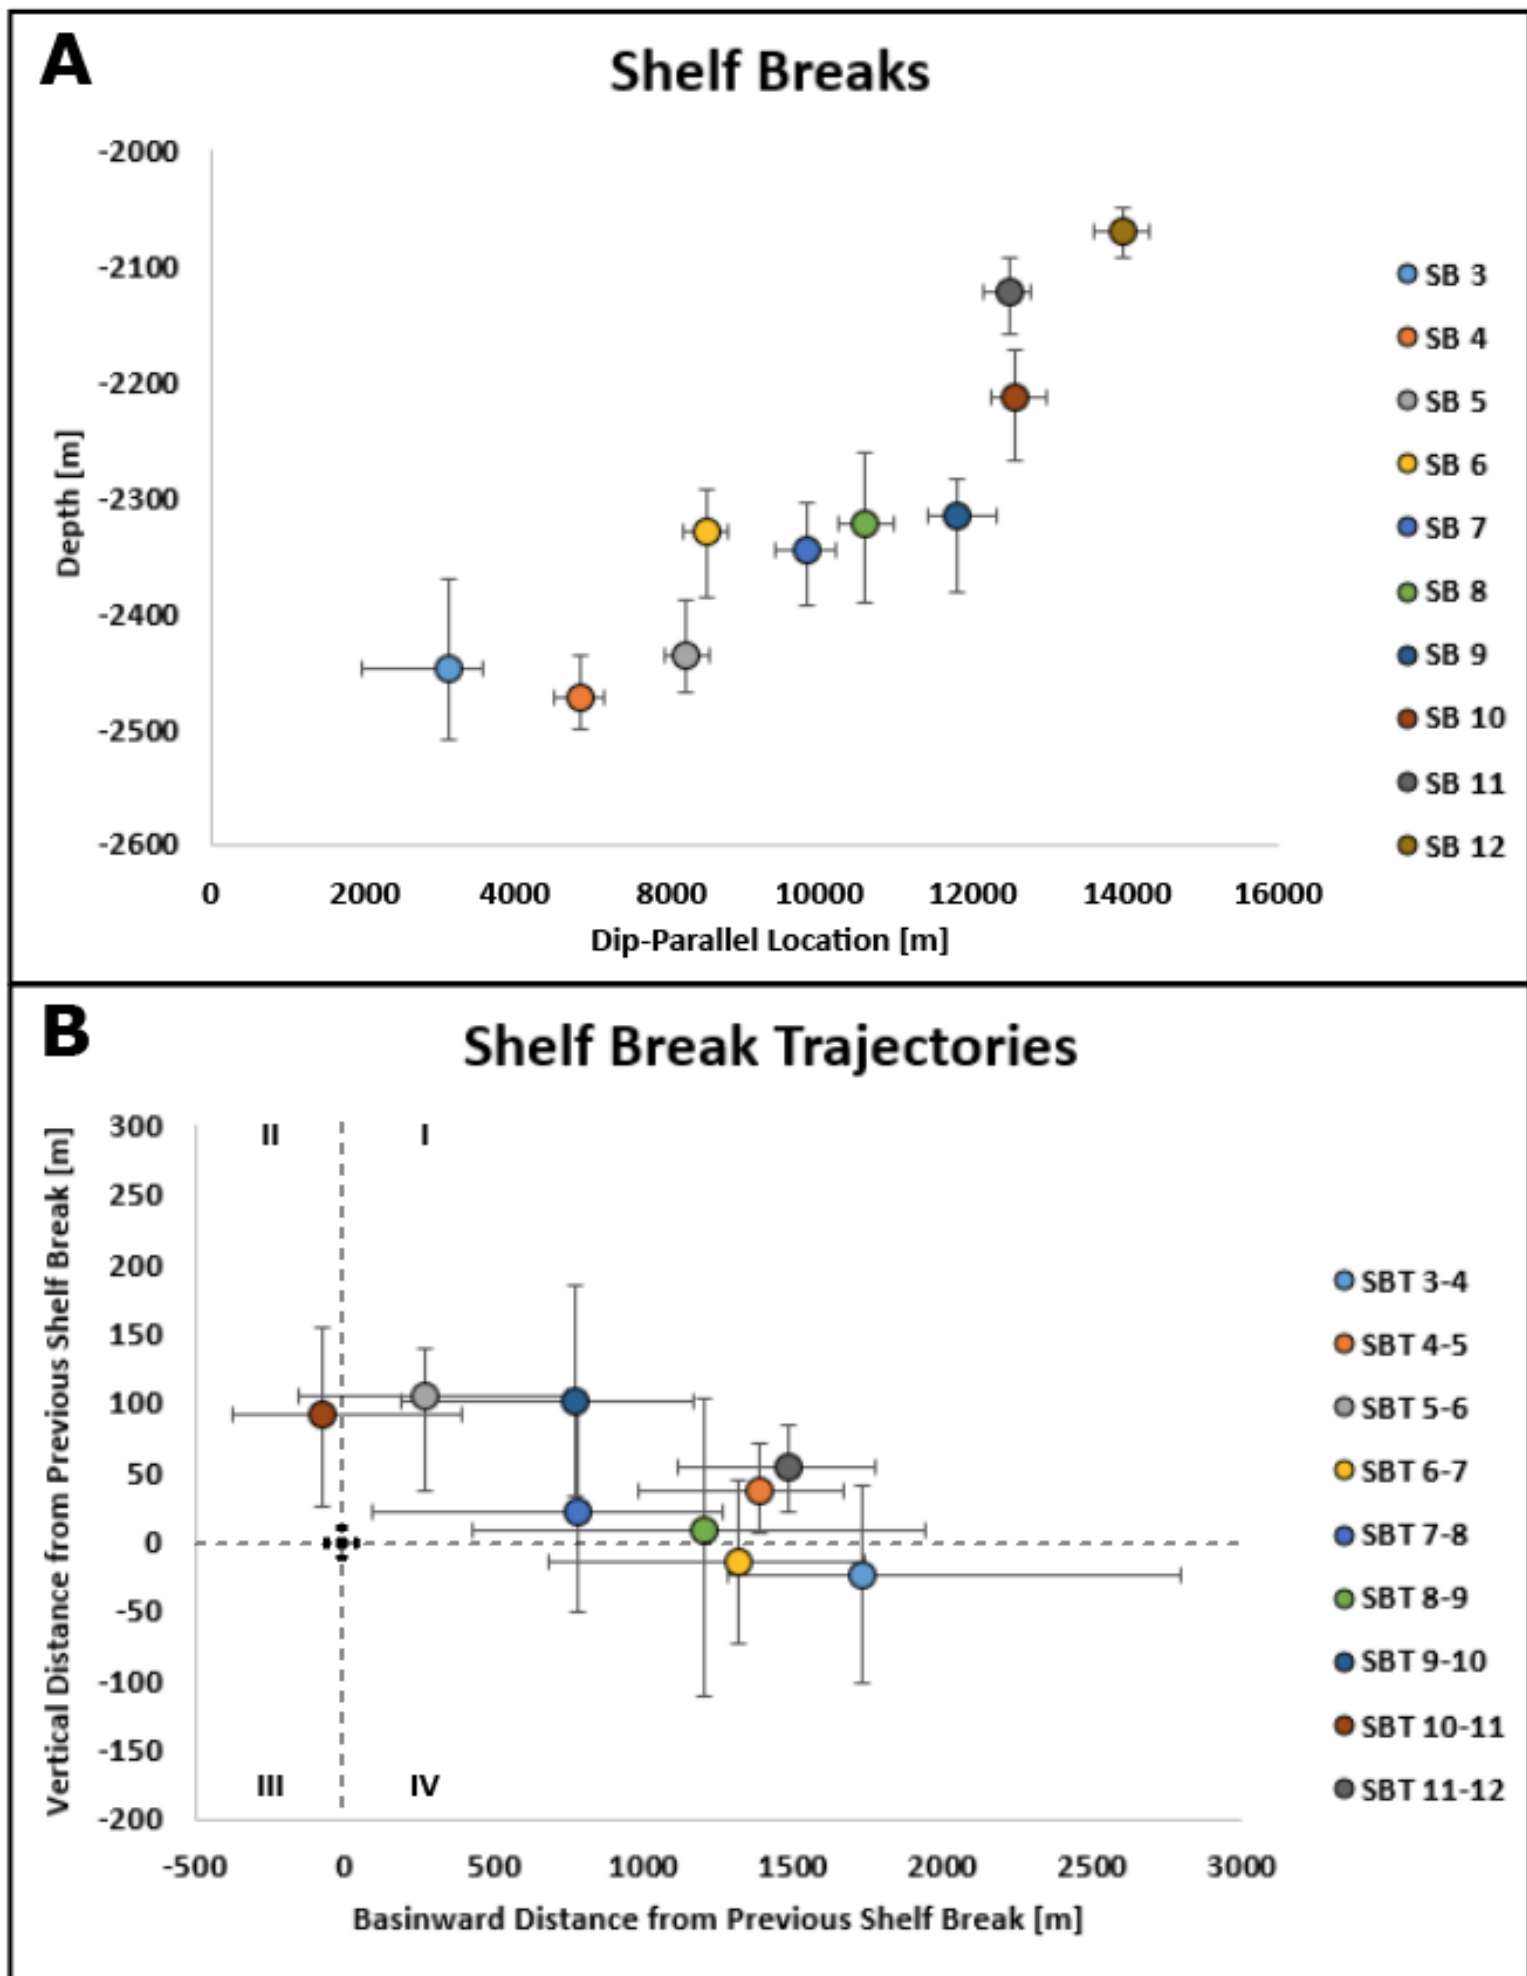 A
Shelf Breaks
-2000
-2100
-2200
-2300
-2400
-2500
-2600
Depth [m]
0 2000 4000 8000 10000 12000 14000 16000
Dip-Parallel Location [m]
SB 3
SB 4
SB 5
SB 6
SB 7
SB 8
SB 9
SB 10
SB 11
SB 12
B
Shelf Break Trajectories
300
250
200
150
100
50
0
-50
-100
-150
-200
Vertical Distance from Previous Shelf Break [m]
II I
III IV
-500 0 500 1000 1500 2000 2500 3000
Basinward Distance from Previous Shelf Break [m]
SBT 3-4
SBT 4-5
SBT 5-6
SBT 6-7
SBT 7-8
SBT 8-9
SBT 9-10
SBT 10-11
SBT 11-12